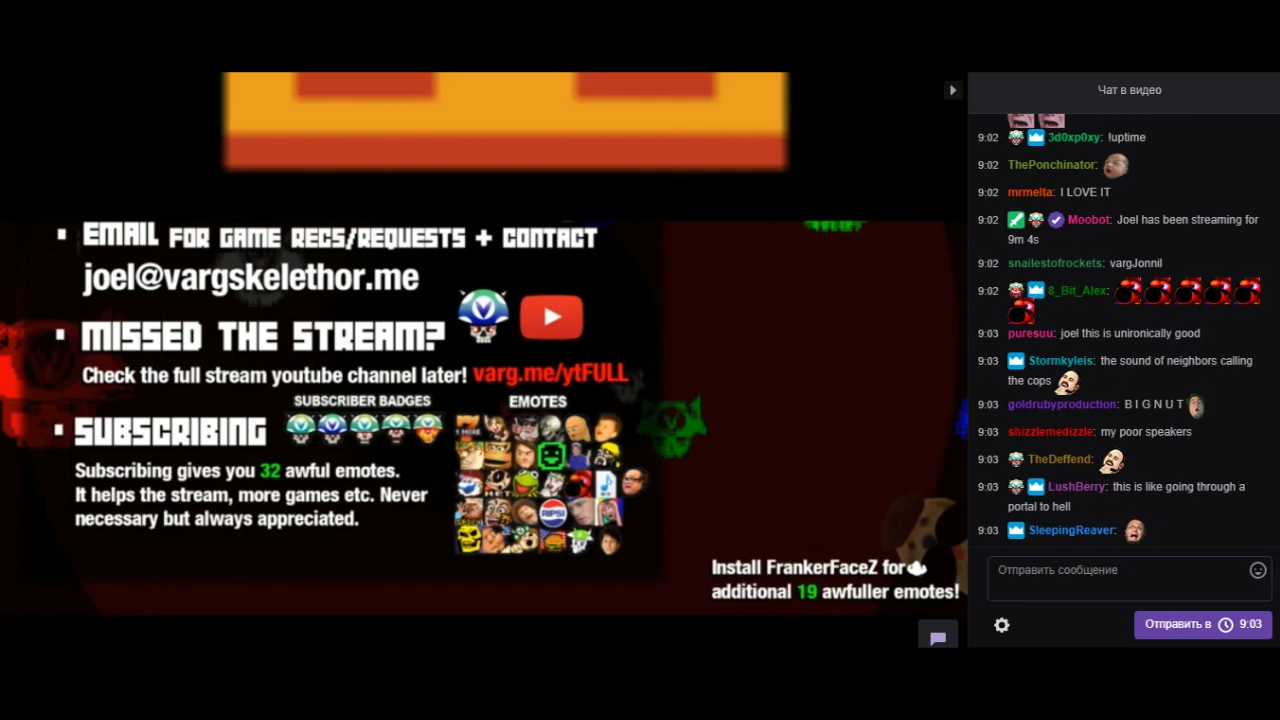 EMAIL FOR GAME RECS/REQUESTS + CONTACT
joel@vargskelethor.me
MISSED THE STREAM?
Check the full stream youtube channel later! varg.me/ytFULL
SUBSCRIBER BADGES
EMOTES
SUBSCRIBING
Subscribing gives you 32 awful emotes.
It helps the stream, more games etc. Never
necessary but always appreciated.
Install FrankerFaceZ for
additional 19 awfuller emotes!
Чат в видео
9:02 3d0xp0xy: !uptime
9:02 ThePonchinator:
9:02 mrmelta: I LOVE IT
9:02 Moobot: Joel has been streaming for
9m 4s
9:02 snailestofrockets: vargJonnil
9:02 8_Bit_Alex:
9:03 puresuu: joel this is unironically good
9:03 Stormkyleis: the sound of neighbors calling
the cops
9:03 goldrubyproduction: B I G N U T
9:03 shizzlemedizzle: my poor speakers
9:03 TheDeffend:
9:03 LushBerry: this is like going through a
portal to hell
9:03 SleepingReaver:
Отправить сообщение
Отправить в 9:03